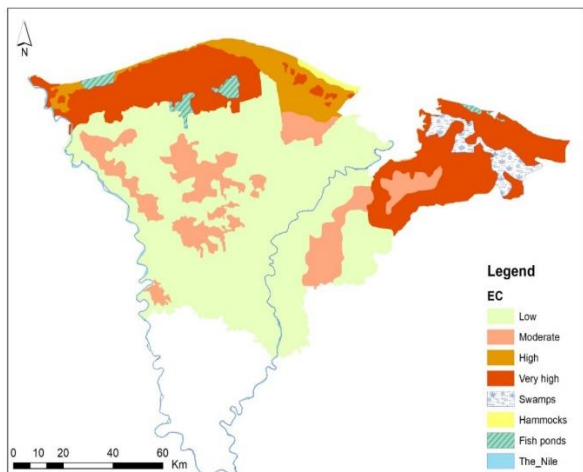 N
Legend
EC
Low
Moderate
High
Very high
Swamps
Hammocks
Fish ponds
The_Nile
0 10 20 40 60
Km